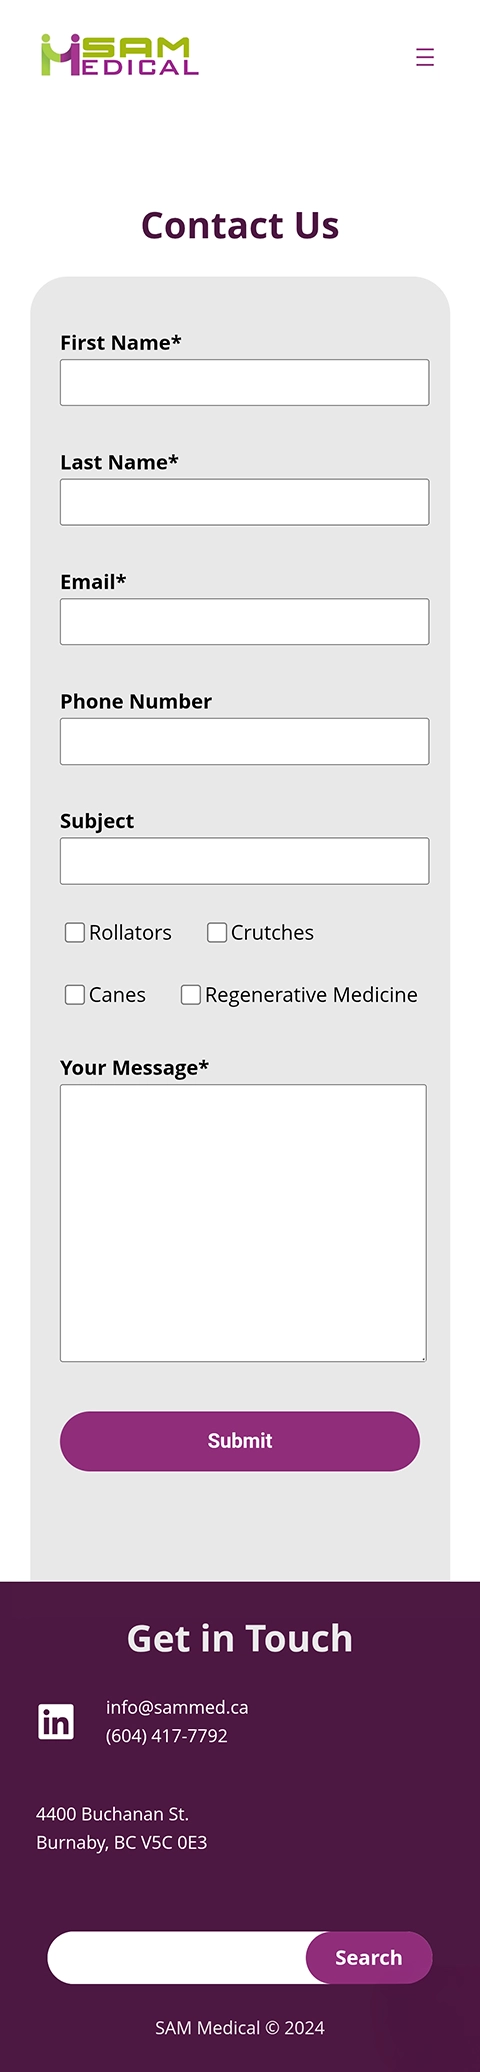 SAM
MEDICAL
Contact Us
First Name*
Last Name*
Email*
Phone Number
Subject
Rollators Crutches
Canes Regenerative Medicine
Your Message*
Submit
Get in Touch
in
info@sammed.ca
(604) 417-7792
4400 Buchanan St.
Burnaby, BC V5C 0E3
Search
SAM Medical © 2024